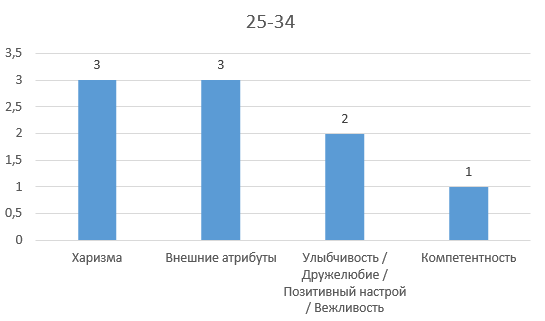 25-34
3,5
3
2,5
2
1,5
1
0,5
0
3
3
2
1
Харизма
Внешние атрибуты
Улыбчивость /
Дружелюбие /
Позитивный настрой
/ Вежливость
Компетентность